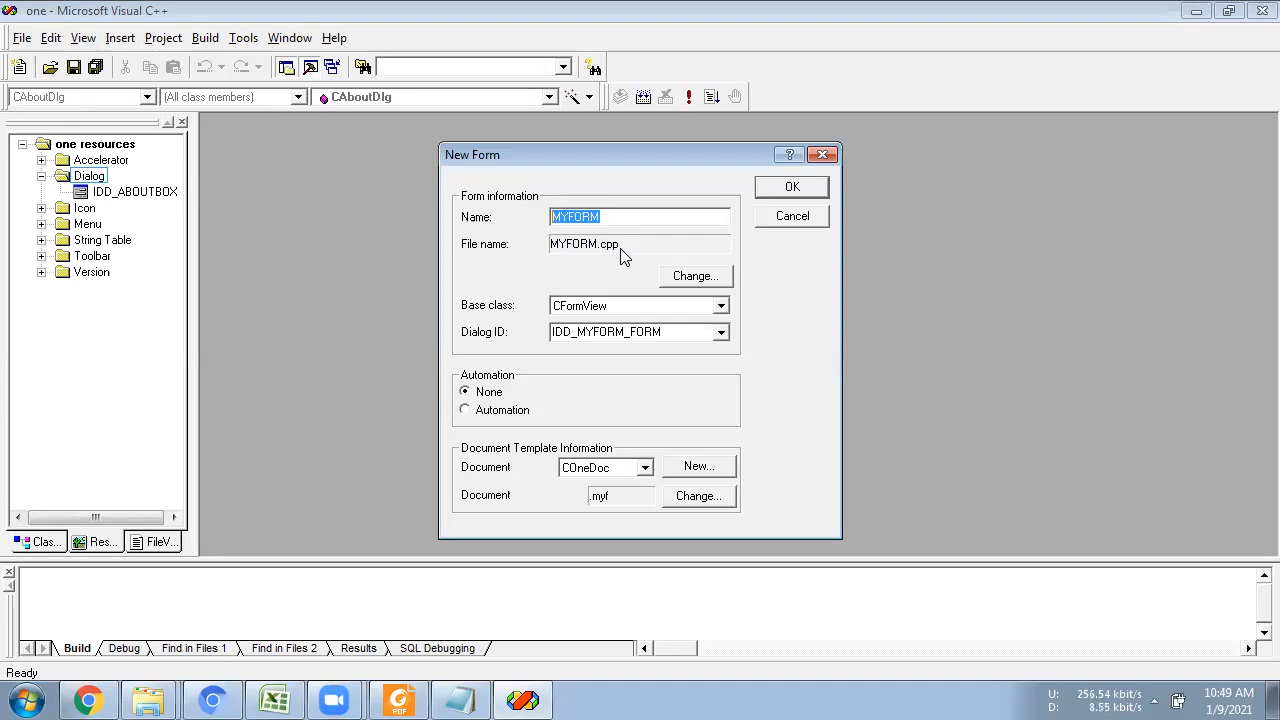 one - Microsoft Visual C++
File Edit View Insert Project Build Tools Window Help
CAboutDlg (All class members) CAboutDlg
one resources
Accelerator
Dialog
IDD_ABOUTBOX
Icon
Menu
String Table
Toolbar
Version
Clas... Res... FileV...
New Form
Form information
Name: MYFORM
File name: MYFORM.cpp
Change...
Base class: CFormView
Dialog ID: IDD_MYFORM_FORM
Automation
None
Automation
Document Template Information
Document COneDoc New...
Document .myf Change...
OK
Cancel
Build Debug Find in Files 1 Find in Files 2 Results SQL Debugging
Ready
PDF
U: 256.54 kbit/s
D: 8.55 kbit/s
10:49 AM
1/9/2021